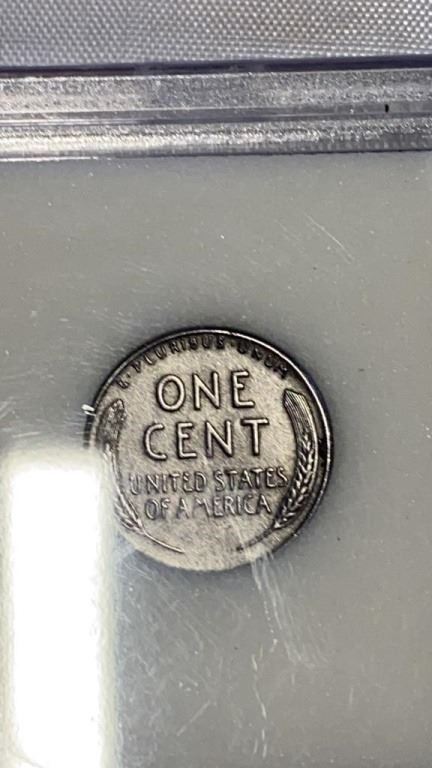 E·PLURIBUS·UNUM
ONE
CENT
UNITED STATES
OF AMERICA